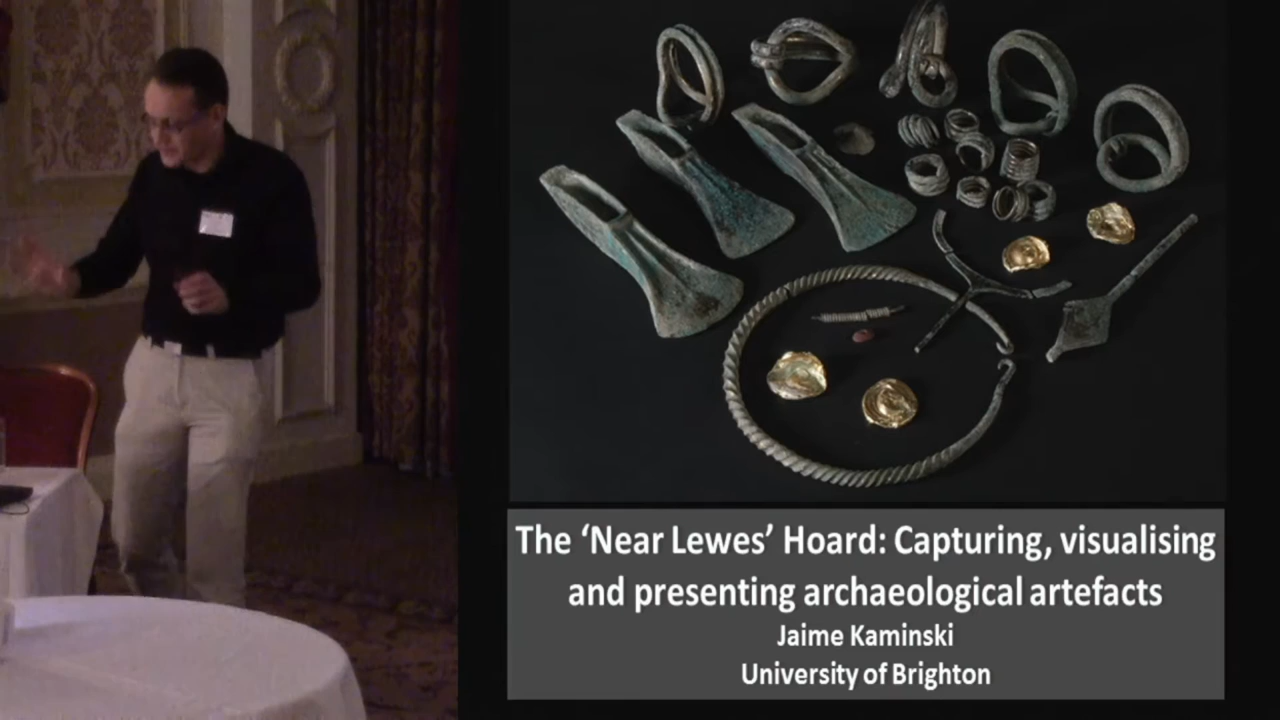 The ‘Near Lewes’ Hoard: Capturing, visualising
and presenting archaeological artefacts
Jaime Kaminski
University of Brighton